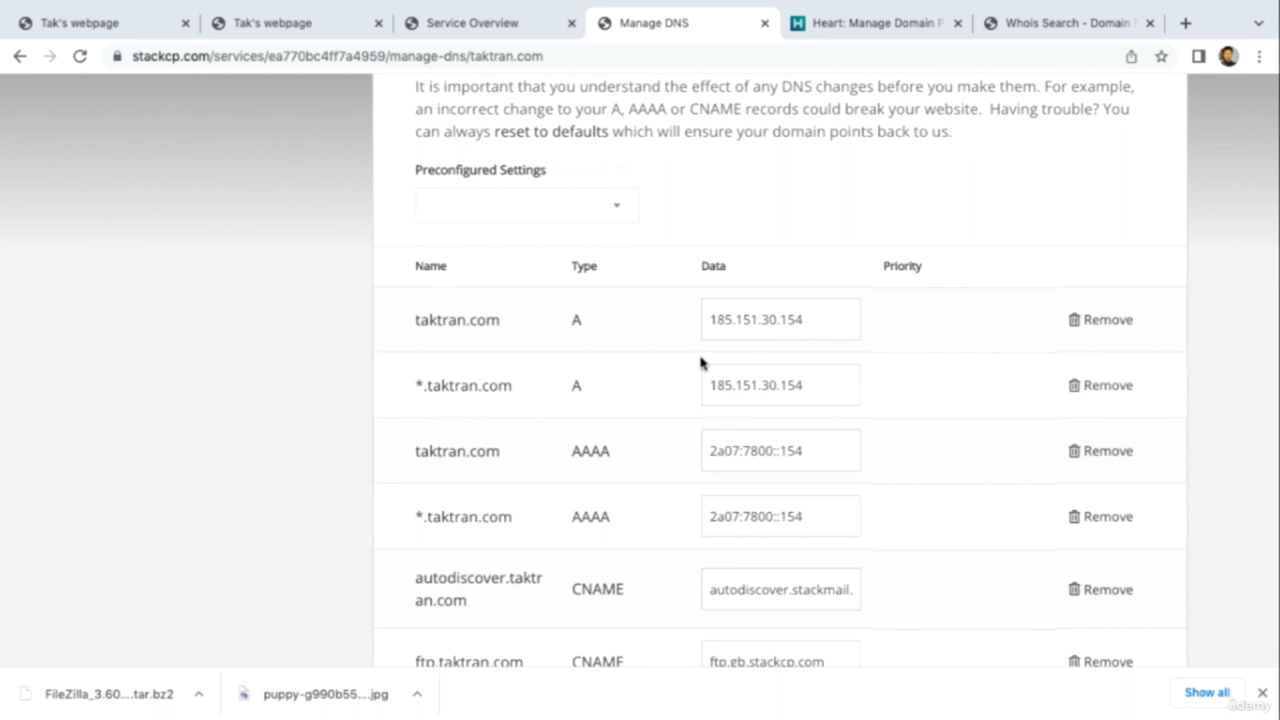 Tak's webpage
Tak's webpage
Service Overview
Manage DNS
Heart: Manage Domain
Whois Search - Domain
stackcp.com/services/ea770bc4ff7a4959/manage-dns/taktran.com
It is important that you understand the effect of any DNS changes before you make them. For example,
an incorrect change to your A, AAAA or CNAME records could break your website. Having trouble? You
can always reset to defaults which will ensure your domain points back to us.
Preconfigured Settings
Name Type Data Priority
taktran.com A 185.151.30.154 Remove
*.taktran.com A 185.151.30.154 Remove
taktran.com AAAA 2a07:7800::154 Remove
*.taktran.com AAAA 2a07:7800::154 Remove
autodiscover.taktr
an.com CNAME autodiscover.stackmail. Remove
ftp.taktran.com CNAME ftp.gb.stackcp.com Remove
FileZilla_3.60....tar.bz2
puppy-g990b55....jpg
Show all
ûdemy